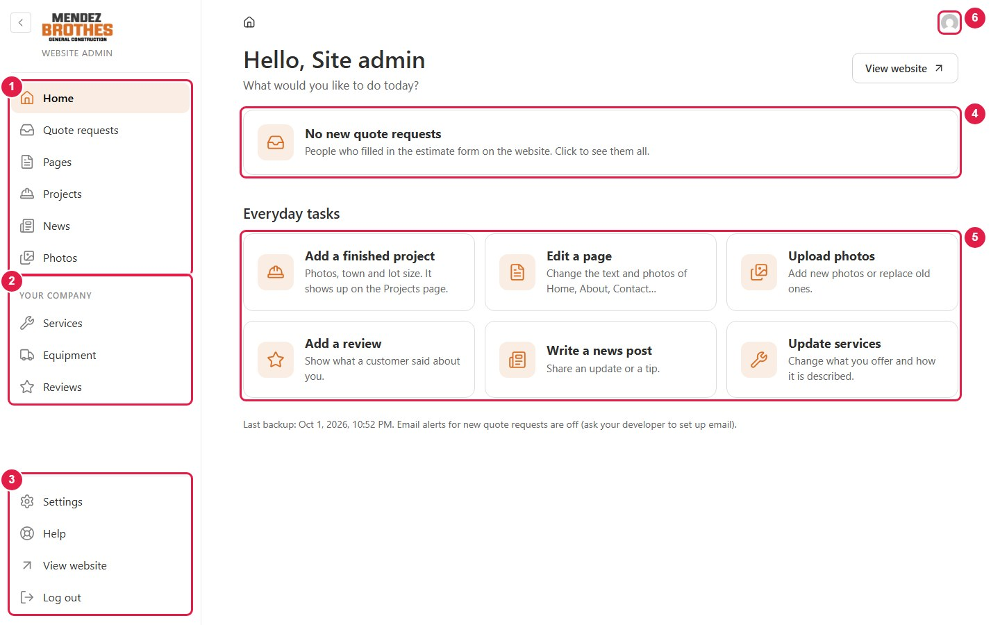 MENDEZ
BROTHES
GENERAL CONSTRUCTION
WEBSITE ADMIN
1
Home
Quote requests
Pages
Projects
News
Photos
2
YOUR COMPANY
Services
Equipment
Reviews
3
Settings
Help
View website
Log out
6
Hello, Site admin
What would you like to do today?
View website
4
No new quote requests
People who filled in the estimate form on the website. Click to see them all.
Everyday tasks
5
Add a finished project
Photos, town and lot size. It
shows up on the Projects page.
Edit a page
Change the text and photos of
Home, About, Contact...
Upload photos
Add new photos or replace old
ones.
Add a review
Show what a customer said about
you.
Write a news post
Share an update or a tip.
Update services
Change what you offer and how
it is described.
Last backup: Oct 1, 2026, 10:52 PM. Email alerts for new quote requests are off (ask your developer to set up email).